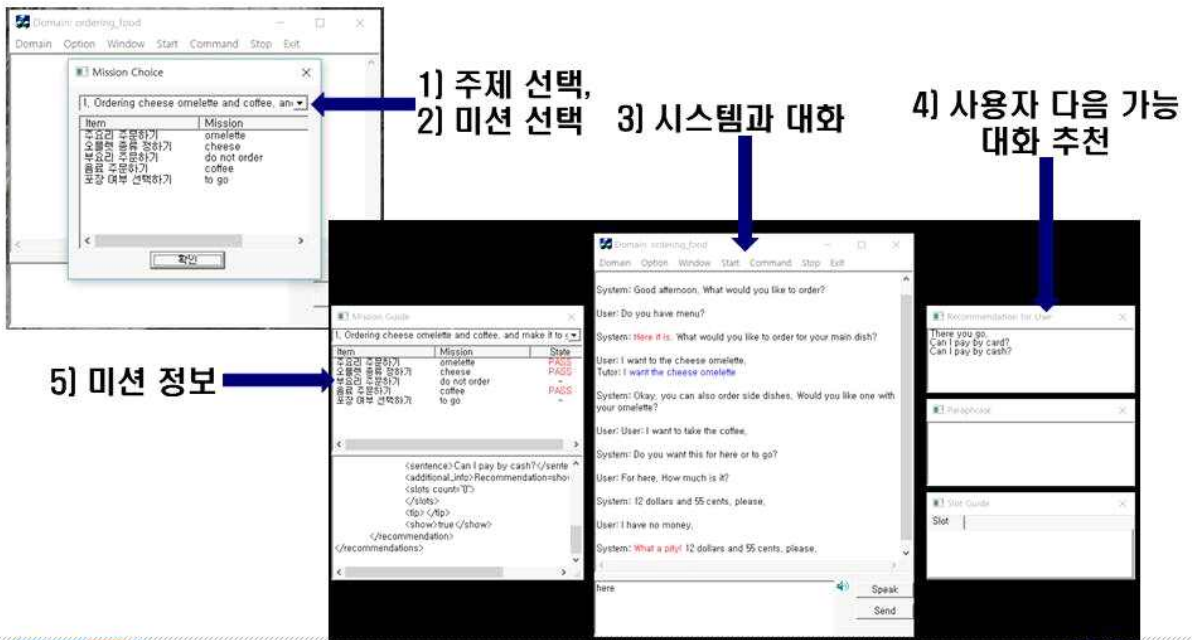 Domain: ordering_food
Domain Option Window Start Command Stop Exit
Mission Choice
1. Ordering cheese omelette and coffee, an
Item Mission
주요리 주문하기 omelette
오믈렛 종류 정하기 cheese
부요리 주문하기 do not order
음료 주문하기 coffee
포장 여부 선택하기 to go
확인
1) 주제 선택,
2) 미션 선택
3) 시스템과 대화
4) 사용자 다음 가능
대화 추천
5) 미션 정보
Mission Guide
1. Ordering cheese omelette and coffee, and make it to
Item Mission State
주요리 주문하기 omelette PASS
오믈렛 종류 정하기 cheese PASS
부요리 주문하기 do not order -
음료 주문하기 coffee PASS
포장 여부 선택하기 to go -
<sentence>Can I pay by cash?</sente
<additional_info>Recommendation=sho
<slots count="0">
</slots>
<tip></tip>
<show>true</show>
</recommendation>
</recommendations>
Domain: ordering_food
Domain Option Window Start Command Stop Exit
System: Good afternoon. What would you like to order?
User: Do you have menu?
System: Here it is. What would you like to order for your main dish?
User: I want to the cheese omelette.
Tutor: I want the cheese omelette
System: Okay, you can also order side dishes. Would you like one with
your omelette?
User: User: I want to take the coffee.
System: Do you want this for here or to go?
User: For here. How much is it?
System: 12 dollars and 55 cents, please.
User: I have no money.
System: What a pity! 12 dollars and 55 cents, please.
here
Speak
Send
Recommendation for User
There you go.
Can I pay by card?
Can I pay by cash?
Paraphrase
Slot Guide
Slot